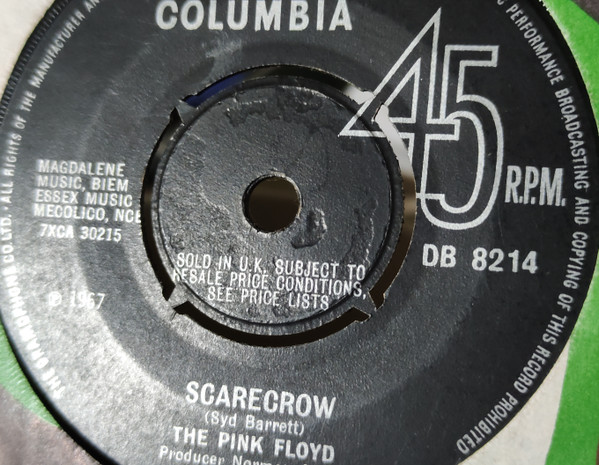 COLUMBIA
45
R.P.M.
DB 8214
MAGDALENE
MUSIC, BIEM
ESSEX MUSIC
MECOLICO, NCB
7XCA 30215
℗ 1967
SOLD IN U.K. SUBJECT TO
RESALE PRICE CONDITIONS,
SEE PRICE LISTS
SCARECROW
(Syd Barrett)
THE PINK FLOYD
Producer
CO LTD. ALL RIGHTS OF THE MANUFACTURER
PERFORMANCE BROADCASTING AND COPYING OF THIS RECORD PROHIBITED